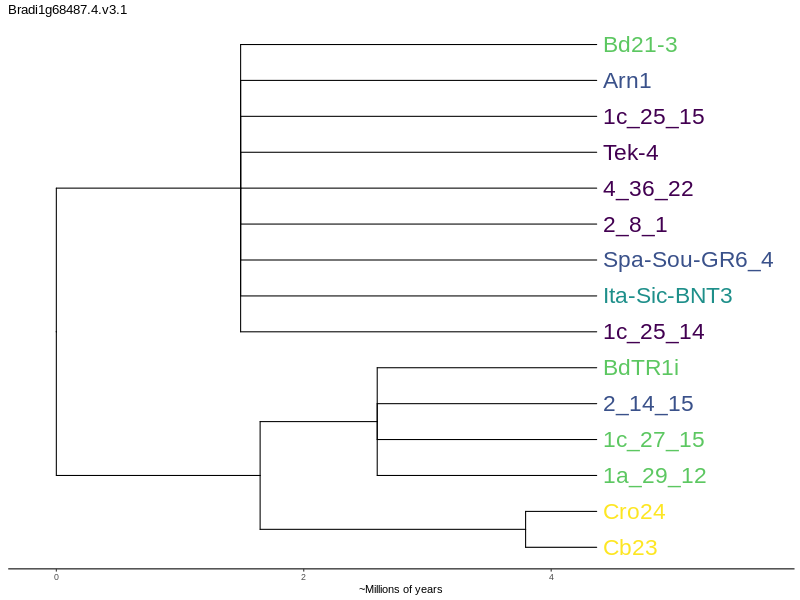 Bradi1g68487.4.v3.1
Bd21-3
Arn1
1c_25_15
Tek-4
4_36_22
2_8_1
Spa-Sou-GR6_4
Ita-Sic-BNT3
1c_25_14
BdTR1i
2_14_15
1c_27_15
1a_29_12
Cro24
Cb23
0 2 4
~Millions of years